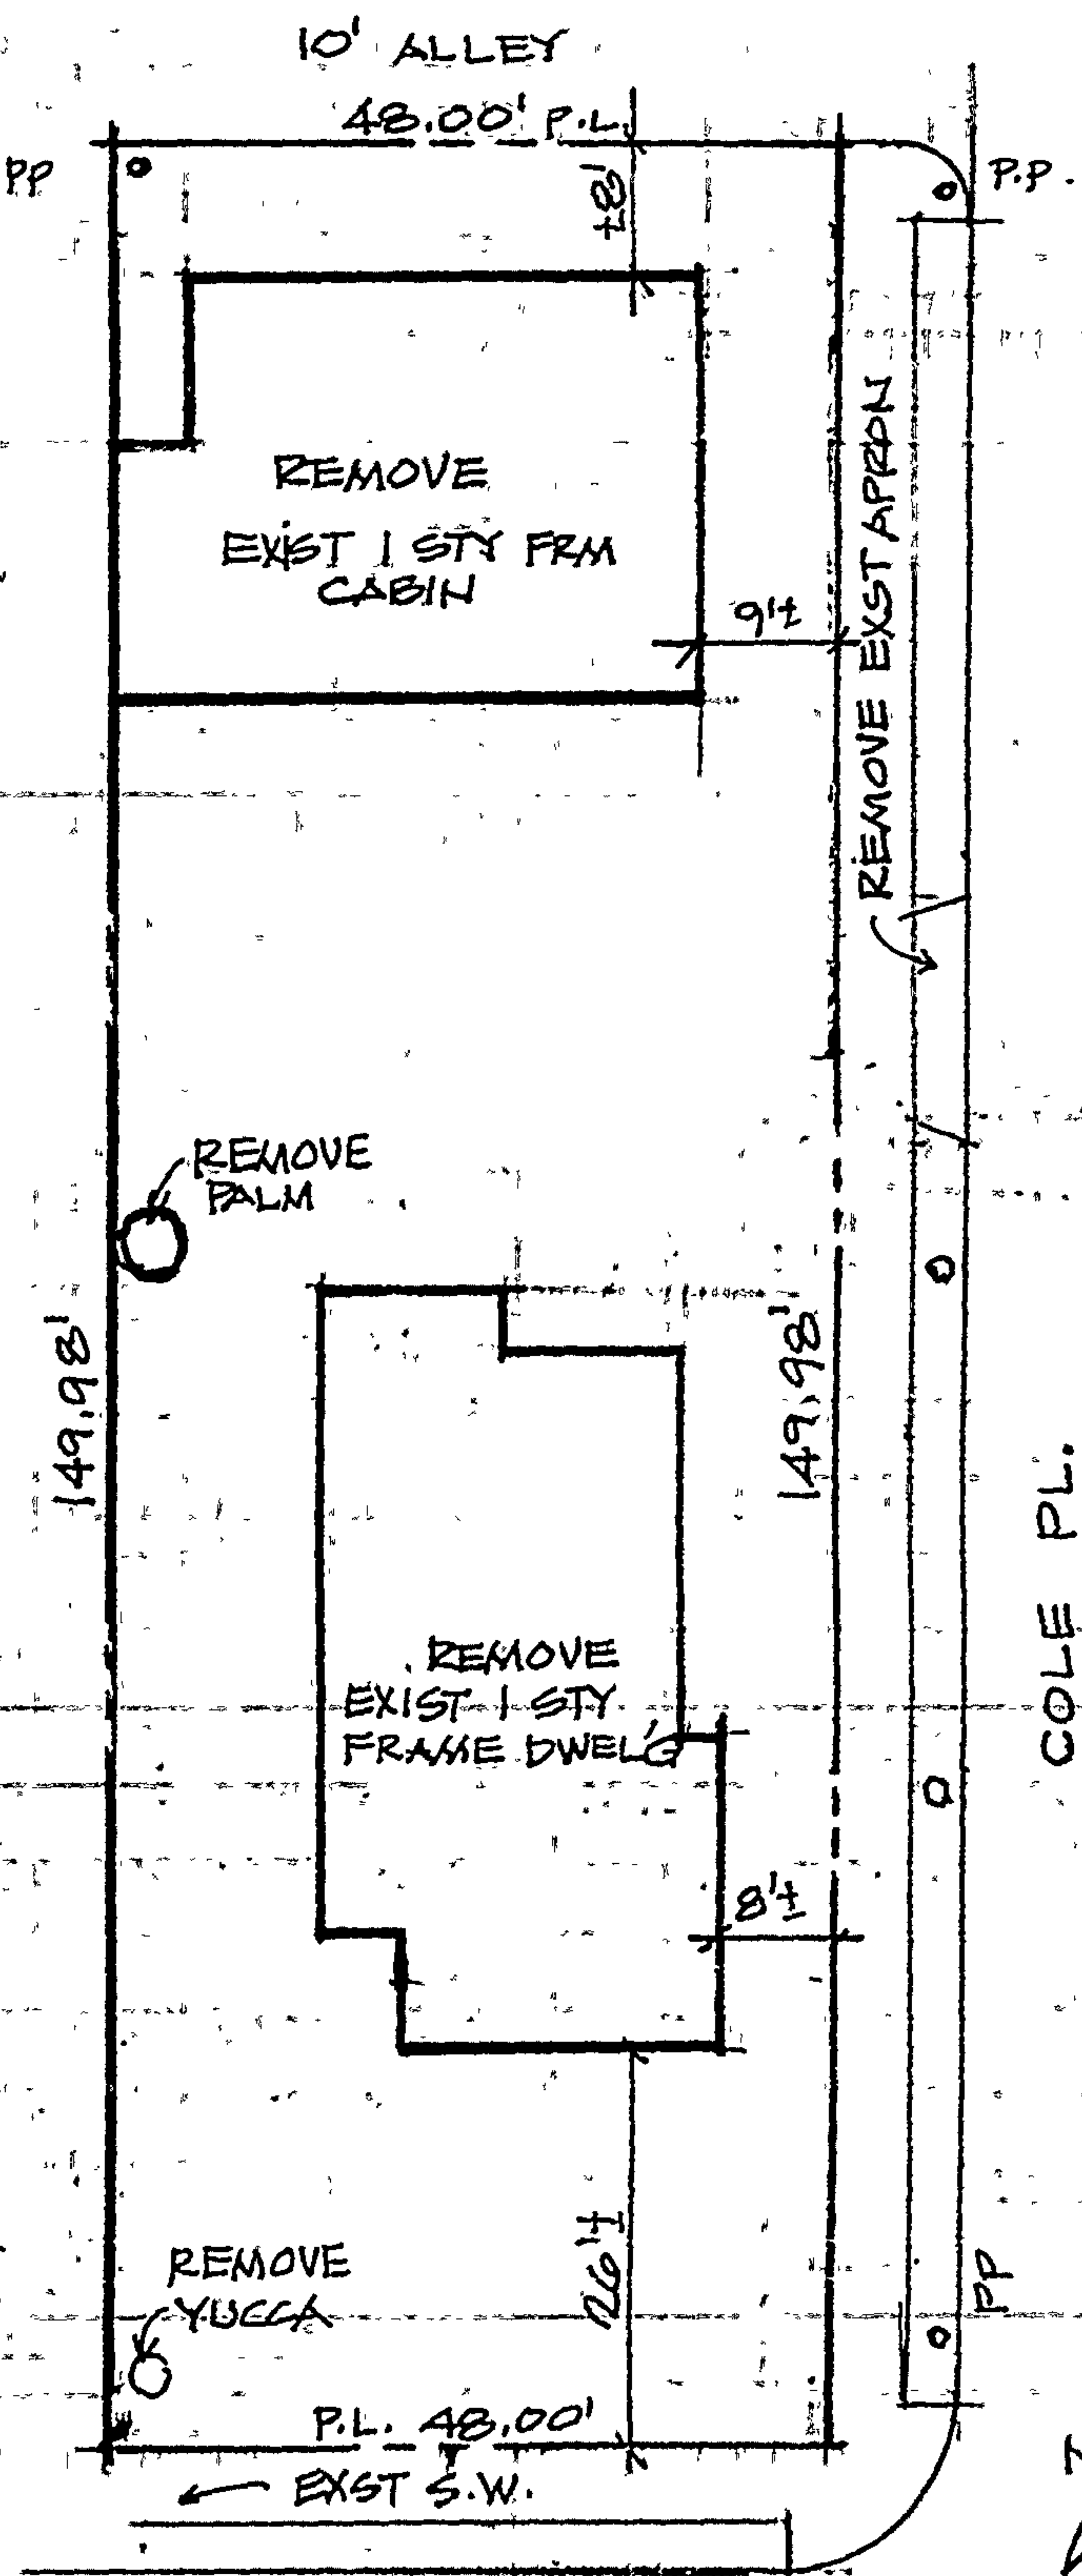 10' ALLEY
48.00' P.L.
PP
P.P.
8'±
REMOVE
EXIST 1 STY FRM
CABIN
9'±
REMOVE EXST APRON
REMOVE
PALM
149.98'
149.98'
COLE PL.
REMOVE
EXIST 1 STY
FRAME DWEL'G
8'±
26'±
REMOVE
YUCCA
PP
P.L. 48.00'
EXST S.W.